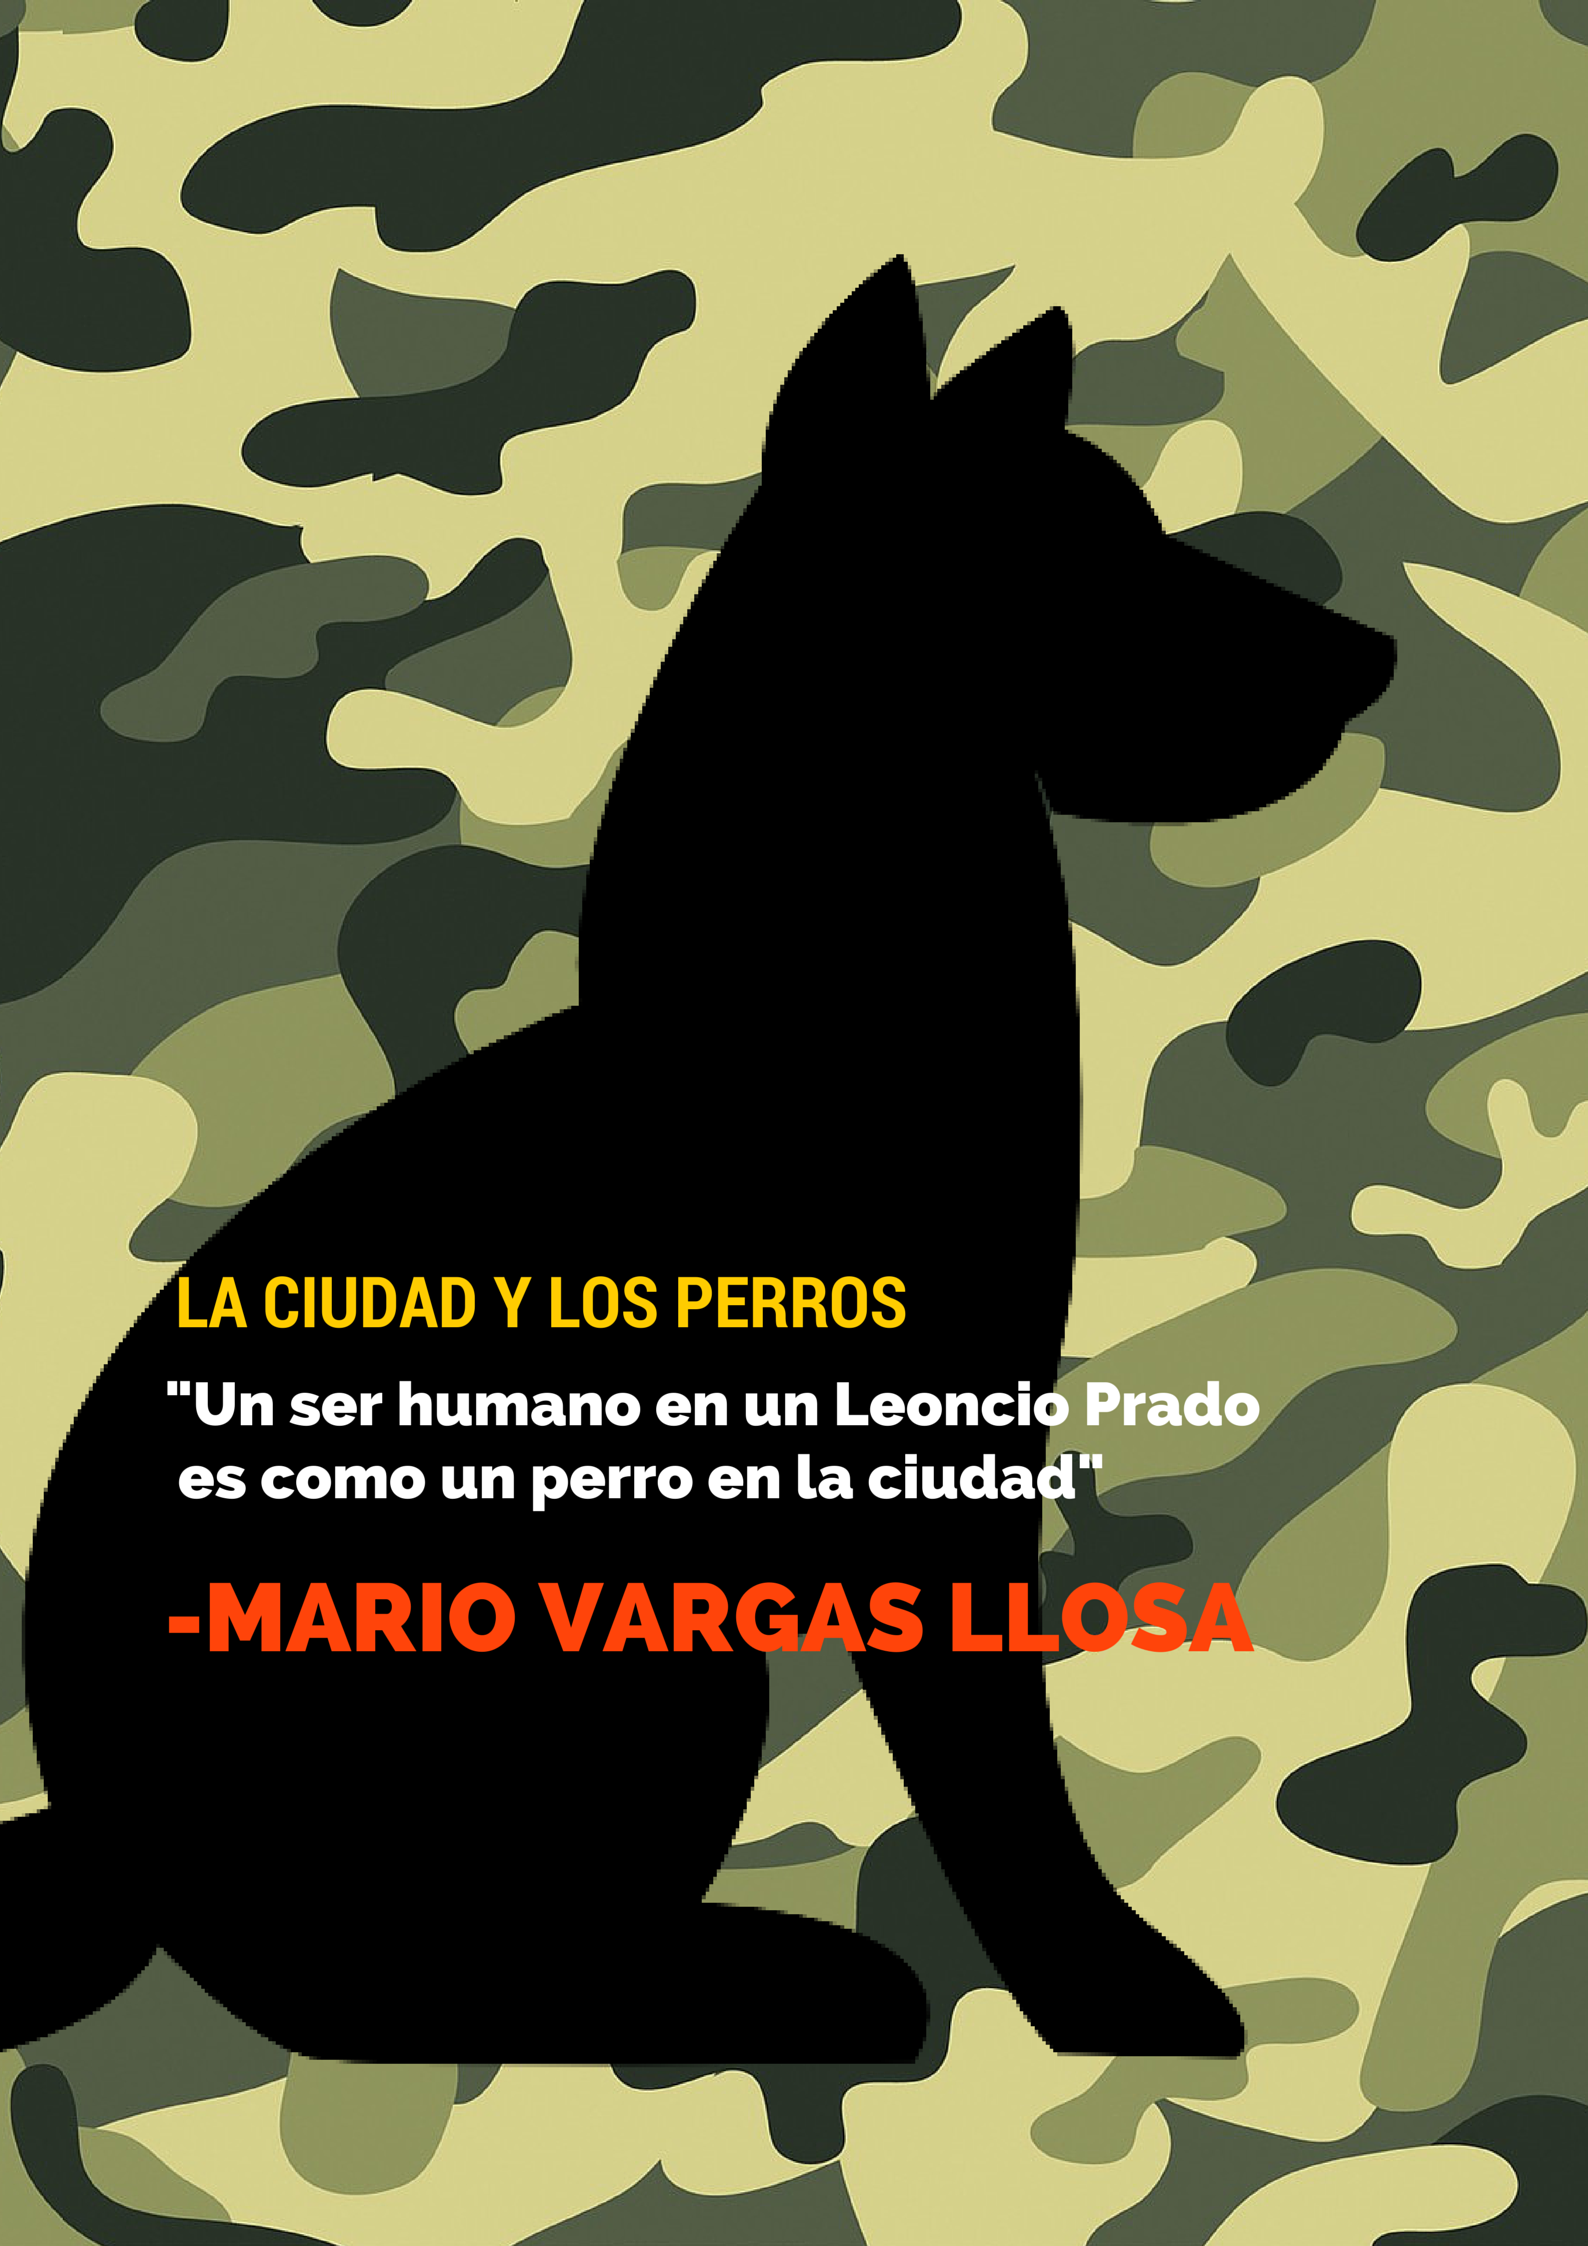 LA CIUDAD Y LOS PERROS
"Un ser humano en un Leoncio Prado
es como un perro en la ciudad"
-MARIO VARGAS LLOSA